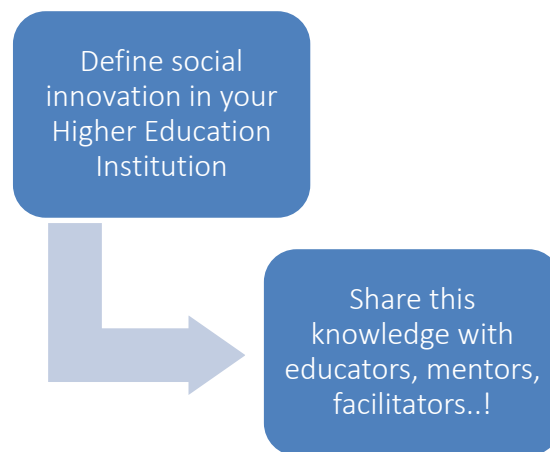 Define social
innovation in your
Higher Education
Institution
Share this
knowledge with
educators, mentors,
facilitators..!